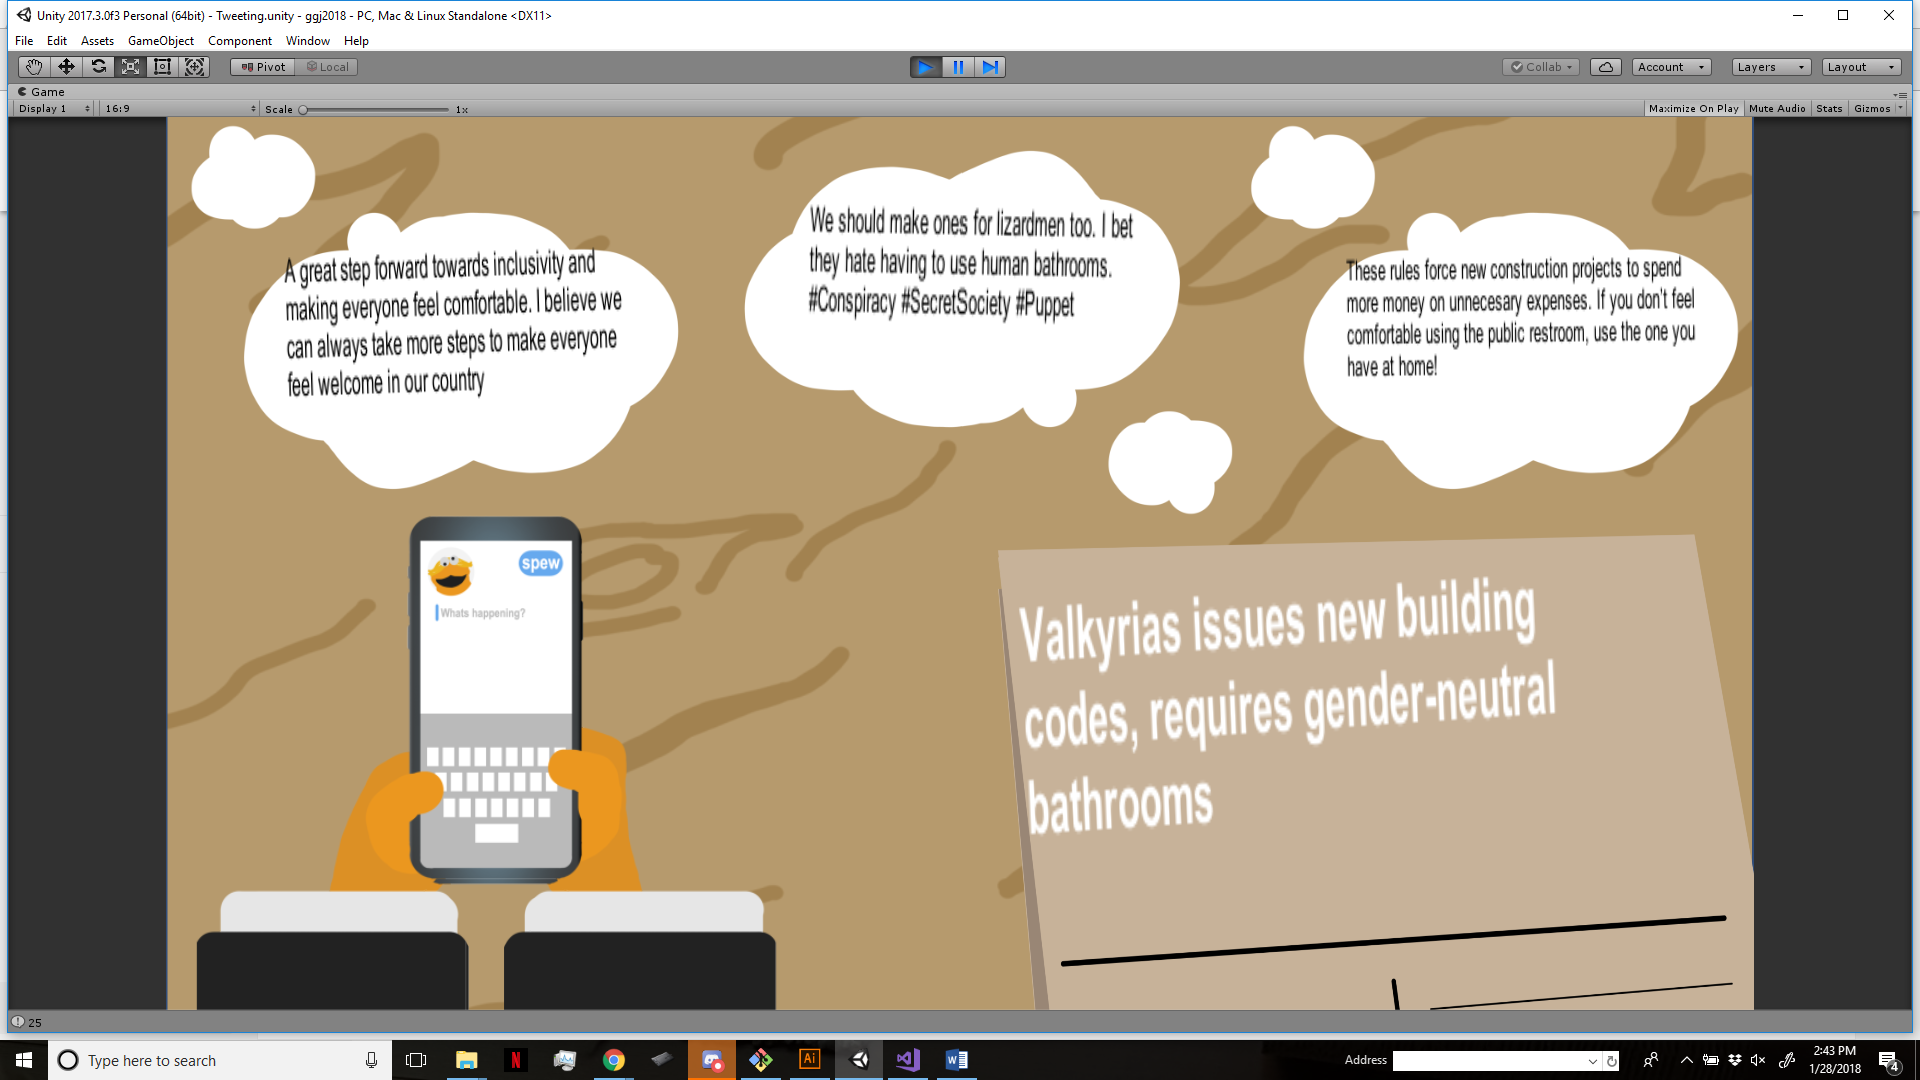 Unity 2017.3.0f3 Personal (64bit) - Tweeting.unity - ggj2018 - PC, Mac & Linux Standalone <DX11>
File Edit Assets GameObject Component Window Help
Pivot Local Collab Account Layers Layout
Game
Display 1 16:9 Scale 1x Maximize On Play Mute Audio Stats Gizmos
A great step forward towards inclusivity and
making everyone feel comfortable. I believe we
can always take more steps to make everyone
feel welcome in our country
We should make ones for lizardmen too. I bet
they hate having to use human bathrooms.
#Conspiracy #SecretSociety #Puppet
These rules force new construction projects to spend
more money on unnecesary expenses. If you don't feel
comfortable using the public restroom, use the one you
have at home!
spew
Whats happening?
Valkyrias issues new building
codes, requires gender-neutral
bathrooms
25
Type here to search
Ai
Address
2:43 PM
1/28/2018
4